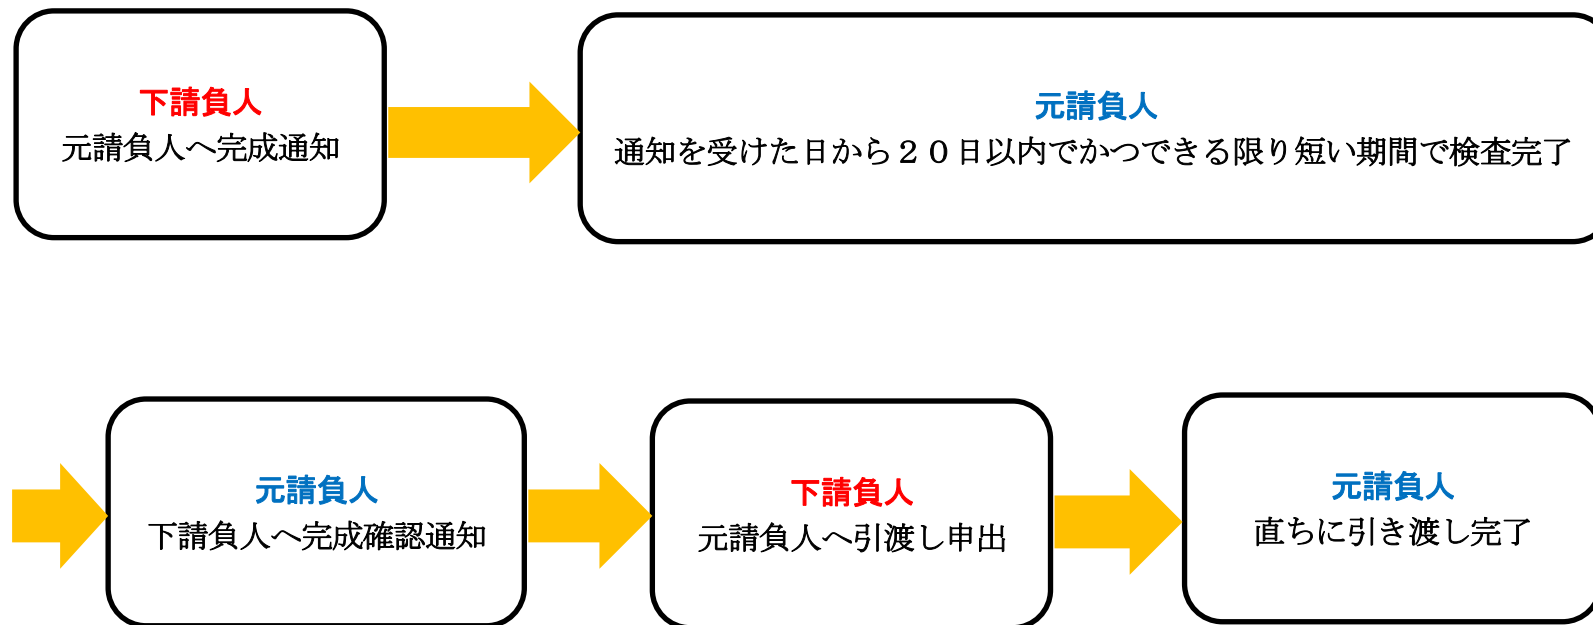 下請負人
元請負人へ完成通知
元請負人
通知を受けた日から２０日以内でかつできる限り短い期間で検査完了
元請負人
下請負人へ完成確認通知
下請負人
元請負人へ引渡し申出
元請負人
直ちに引き渡し完了